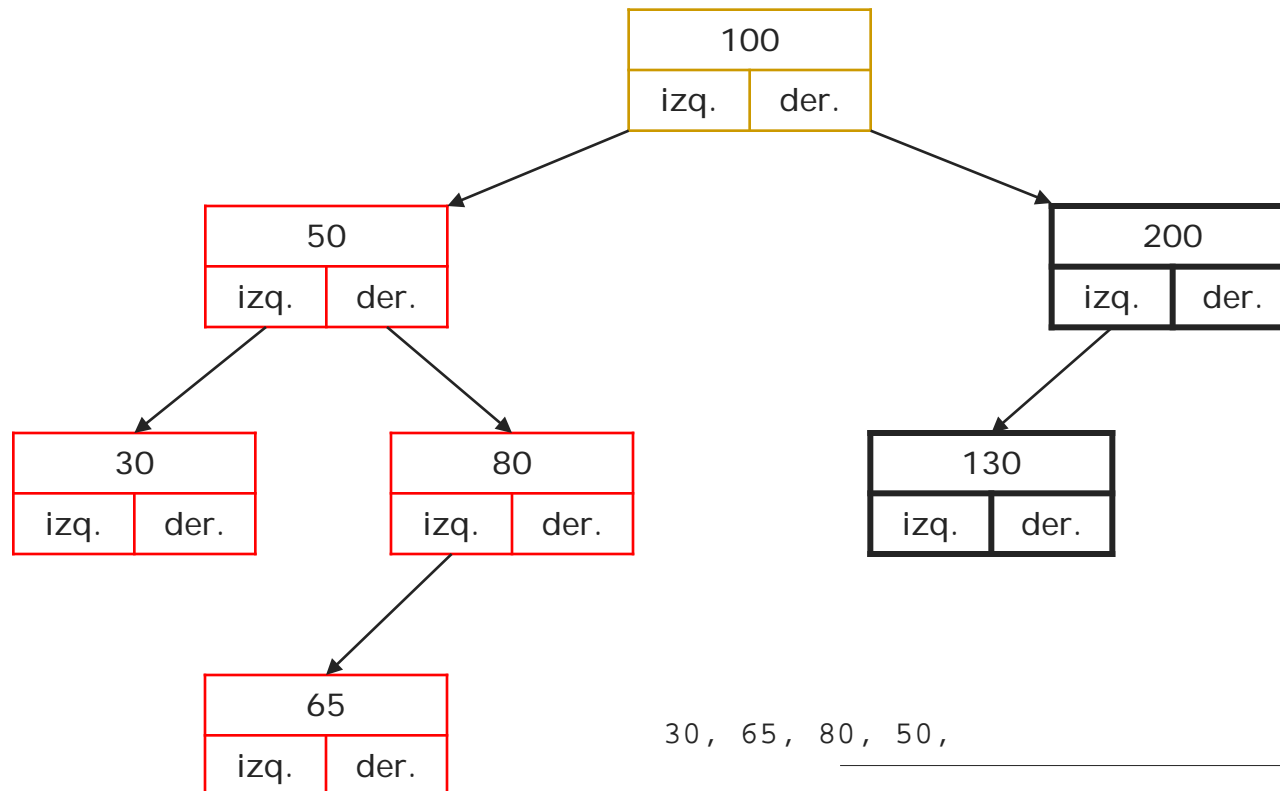 100
izq. der.
50
izq. der.
200
izq. der.
30
izq. der.
80
izq. der.
130
izq. der.
65
izq. der.
30, 65, 80, 50,